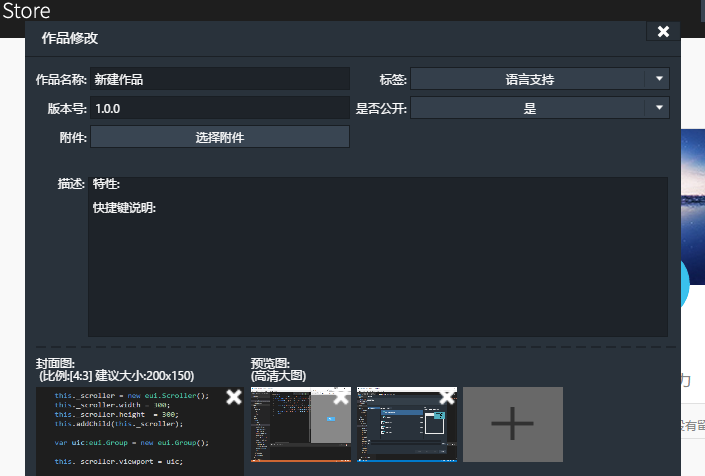 Store
作品修改
作品名称: 新建作品 标签: 语言支持
版本号: 1.0.0 是否公开: 是
附件: 选择附件
描述: 特性:
快捷键说明:
封面图: 预览图:
(比例:[4:3] 建议大小:200x150) (高清大图)
this._scroller = new eui.Scroller();
this._scroller.width = 300;
this._scroller.height = 300;
this.addChild(this._scroller);
var uic:eui.Group = new eui.Group();
this._scroller.viewport = uic;
力
没有留